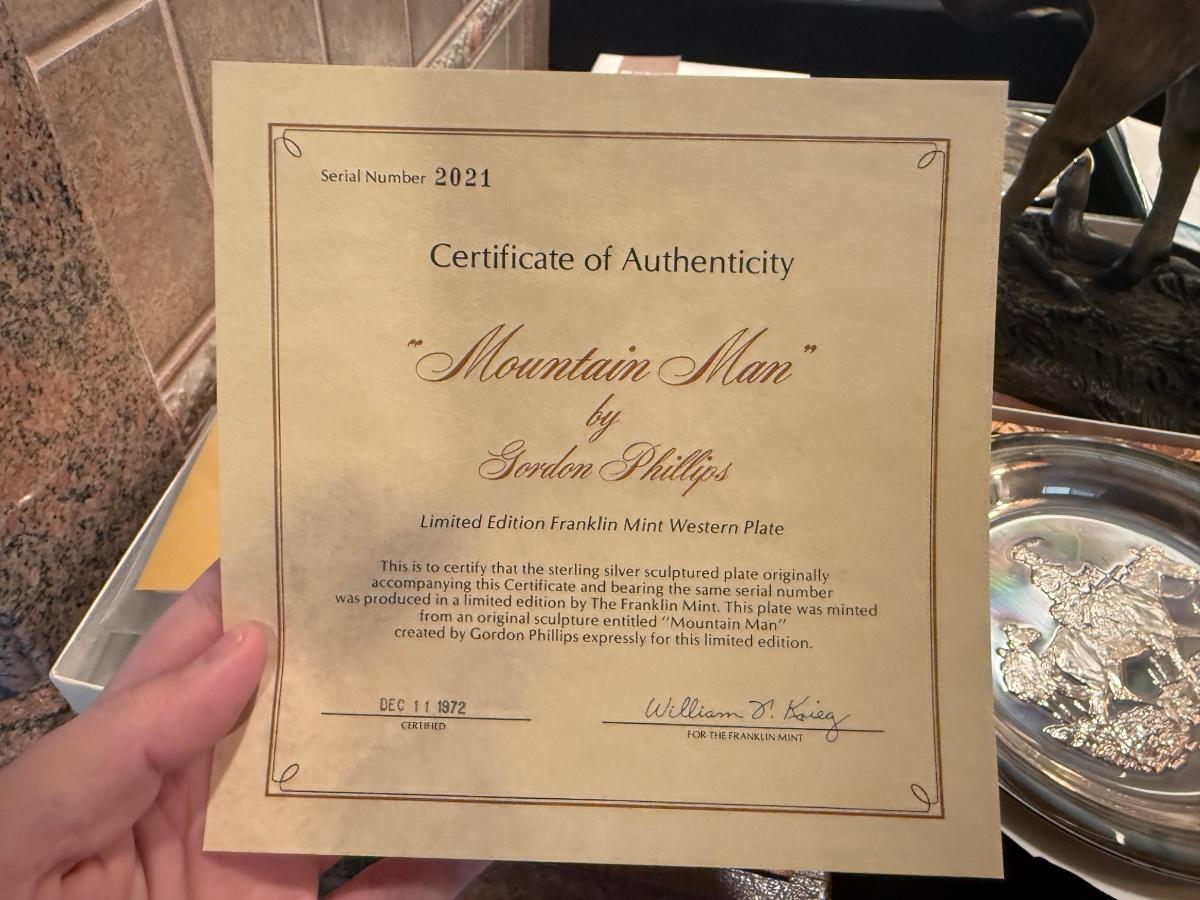 Serial Number 2021
Certificate of Authenticity
"Mountain Man"
by
Gordon Phillips
Limited Edition Franklin Mint Western Plate
This is to certify that the sterling silver sculptured plate originally
accompanying this Certificate and bearing the same serial number
was produced in a limited edition by The Franklin Mint. This plate was minted
from an original sculpture entitled "Mountain Man"
created by Gordon Phillips expressly for this limited edition.
DEC 11 1972
CERTIFIED
William T. Krieg
FOR THE FRANKLIN MINT